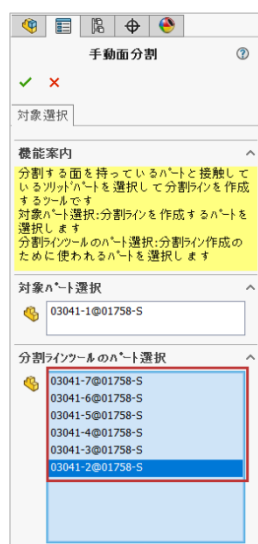 手動面分割
対象選択
機能案内
分割する面を持っているパートと接触して
いるソリッドパートを選択して分割ラインを作成
するツールです
対象パート選択:分割ラインを作成するパートを
選択します
分割ラインツールのパート選択:分割ライン作成の
ために使われるパートを選択します
対象パート選択
03041-1@01758-S
分割ラインツールのパート選択
03041-7@01758-S
03041-6@01758-S
03041-5@01758-S
03041-4@01758-S
03041-3@01758-S
03041-2@01758-S